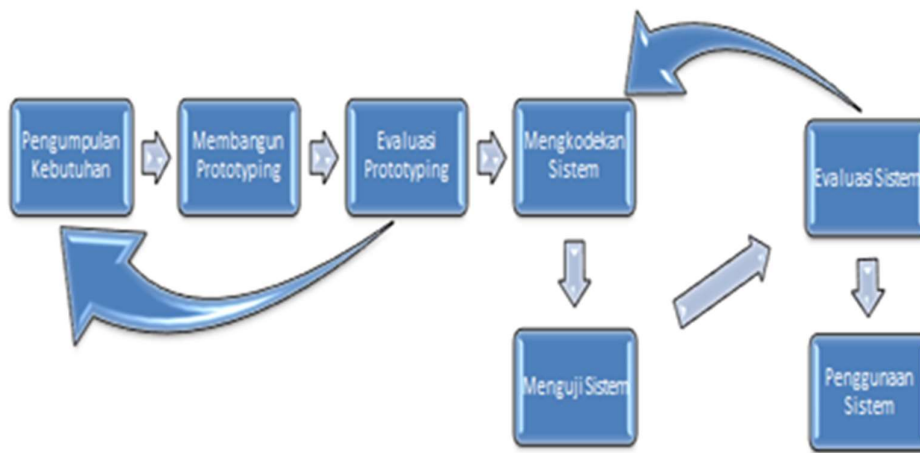 Pengumpulan
Kebutuhan
Membangun
Prototyping
Evaluasi
Prototyping
Mengkodekan
Sistem
Evaluasi Sistem
Menguji Sistem
Penggunaan
Sistem